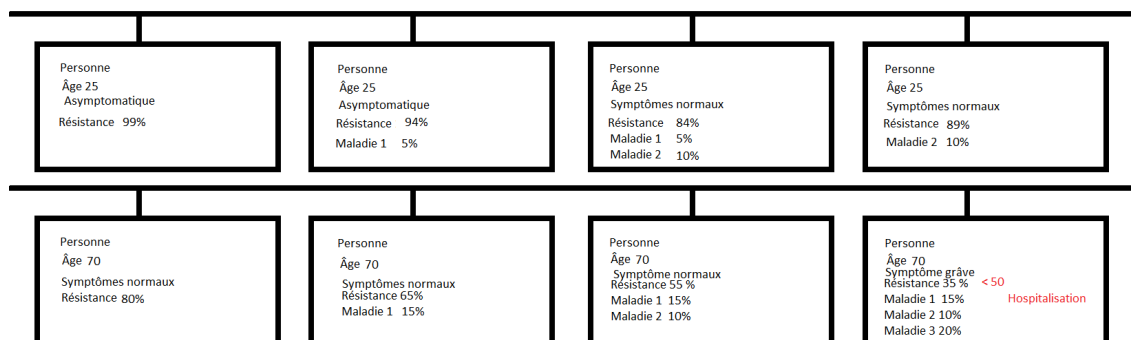 Personne
Âge 25
Asymptomatique
Résistance 99%
Personne
Âge 25
Asymptomatique
Résistance 94%
Maladie 1 5%
Personne
Âge 25
Symptômes normaux
Résistance 84%
Maladie 1 5%
Maladie 2 10%
Personne
Âge 25
Symptômes normaux
Résistance 89%
Maladie 2 10%
Personne
Âge 70
Symptômes normaux
Résistance 80%
Personne
Âge 70
Symptômes normaux
Résistance 65%
Maladie 1 15%
Personne
Âge 70
Symptôme normaux
Résistance 55 %
Maladie 1 15%
Maladie 2 10%
Personne
Âge 70
Symptôme grâve
Résistance 35 % < 50
Hospitalisation
Maladie 1 15%
Maladie 2 10%
Maladie 3 20%